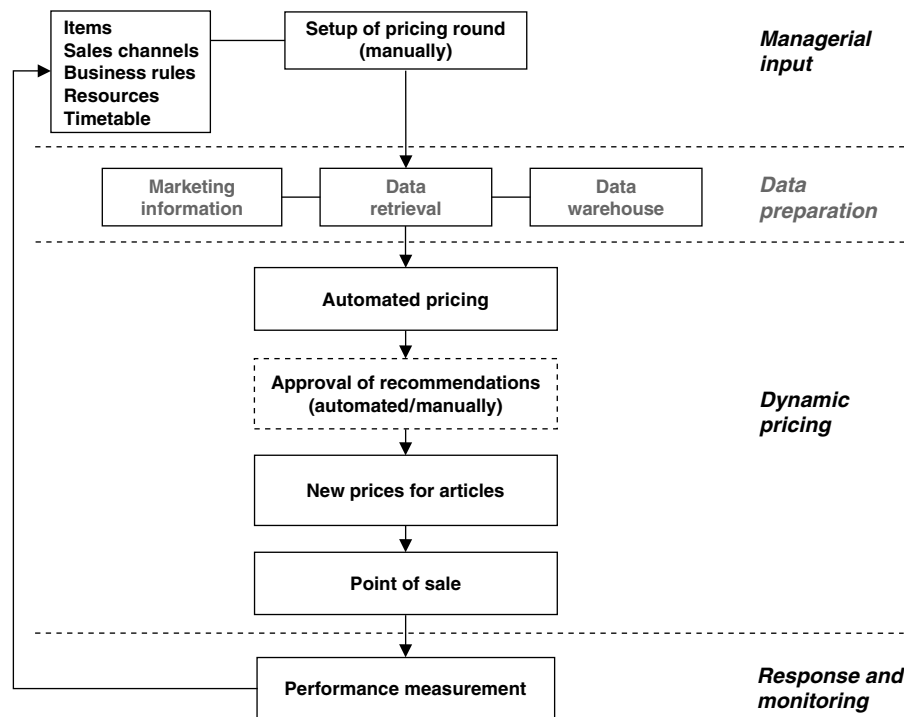 Items
Sales channels
Business rules
Resources
Timetable
Setup of pricing round
(manually)
Managerial
input
Marketing
information
Data
retrieval
Data
warehouse
Data
preparation
Automated pricing
Approval of recommendations
(automated/manually)
Dynamic
pricing
New prices for articles
Point of sale
Performance measurement
Response and
monitoring